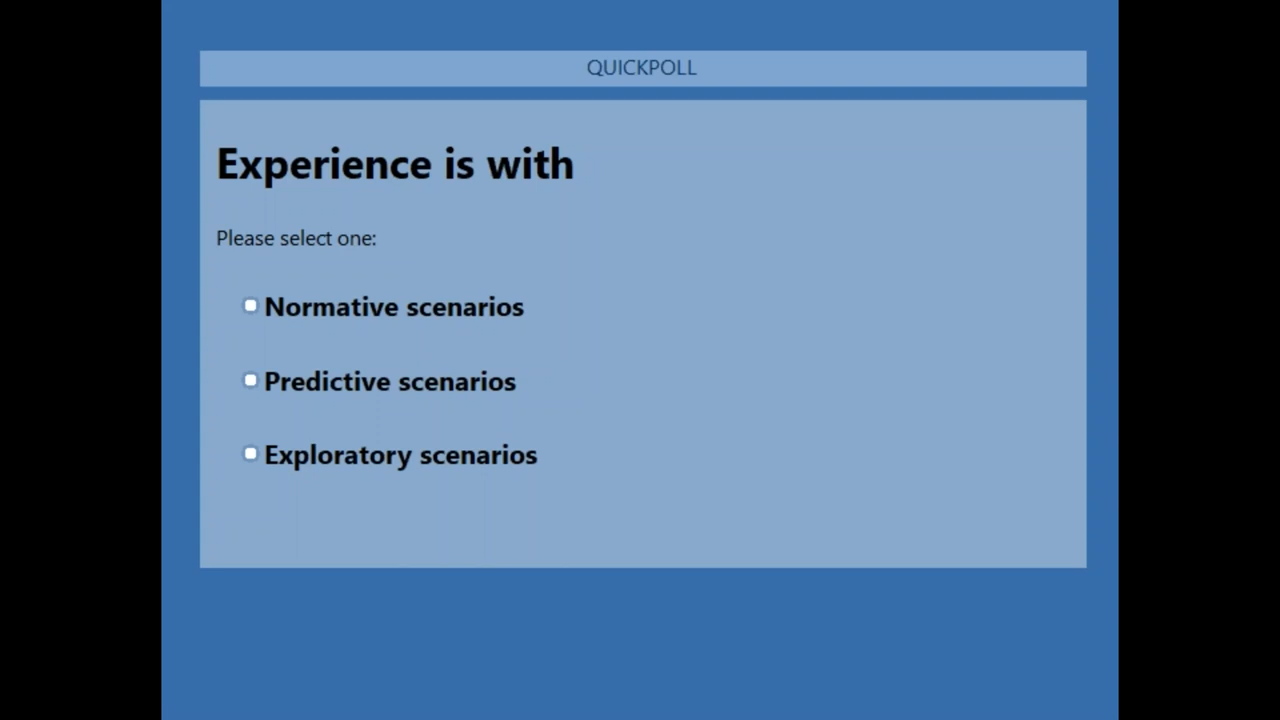 QUICKPOLL
Experience is with
Please select one:
Normative scenarios
Predictive scenarios
Exploratory scenarios